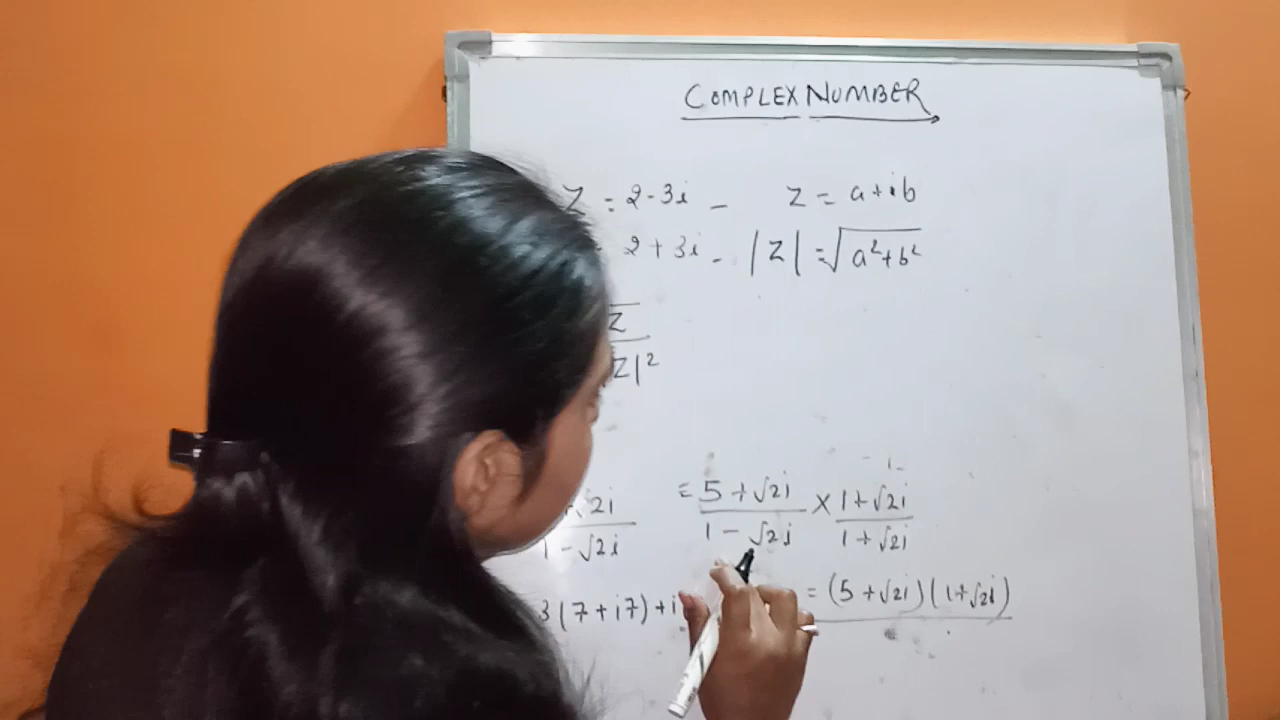 COMPLEX NUMBER
Z = 2-3i - Z = a+ib
2+3i - |Z| = √a²+b²
Z̅
|Z|²
√2i = 5+√2i × 1+√2i
1-√2i 1-√2i 1+√2i
3(7+i7)+i = (5+√2i)(1+√2i)